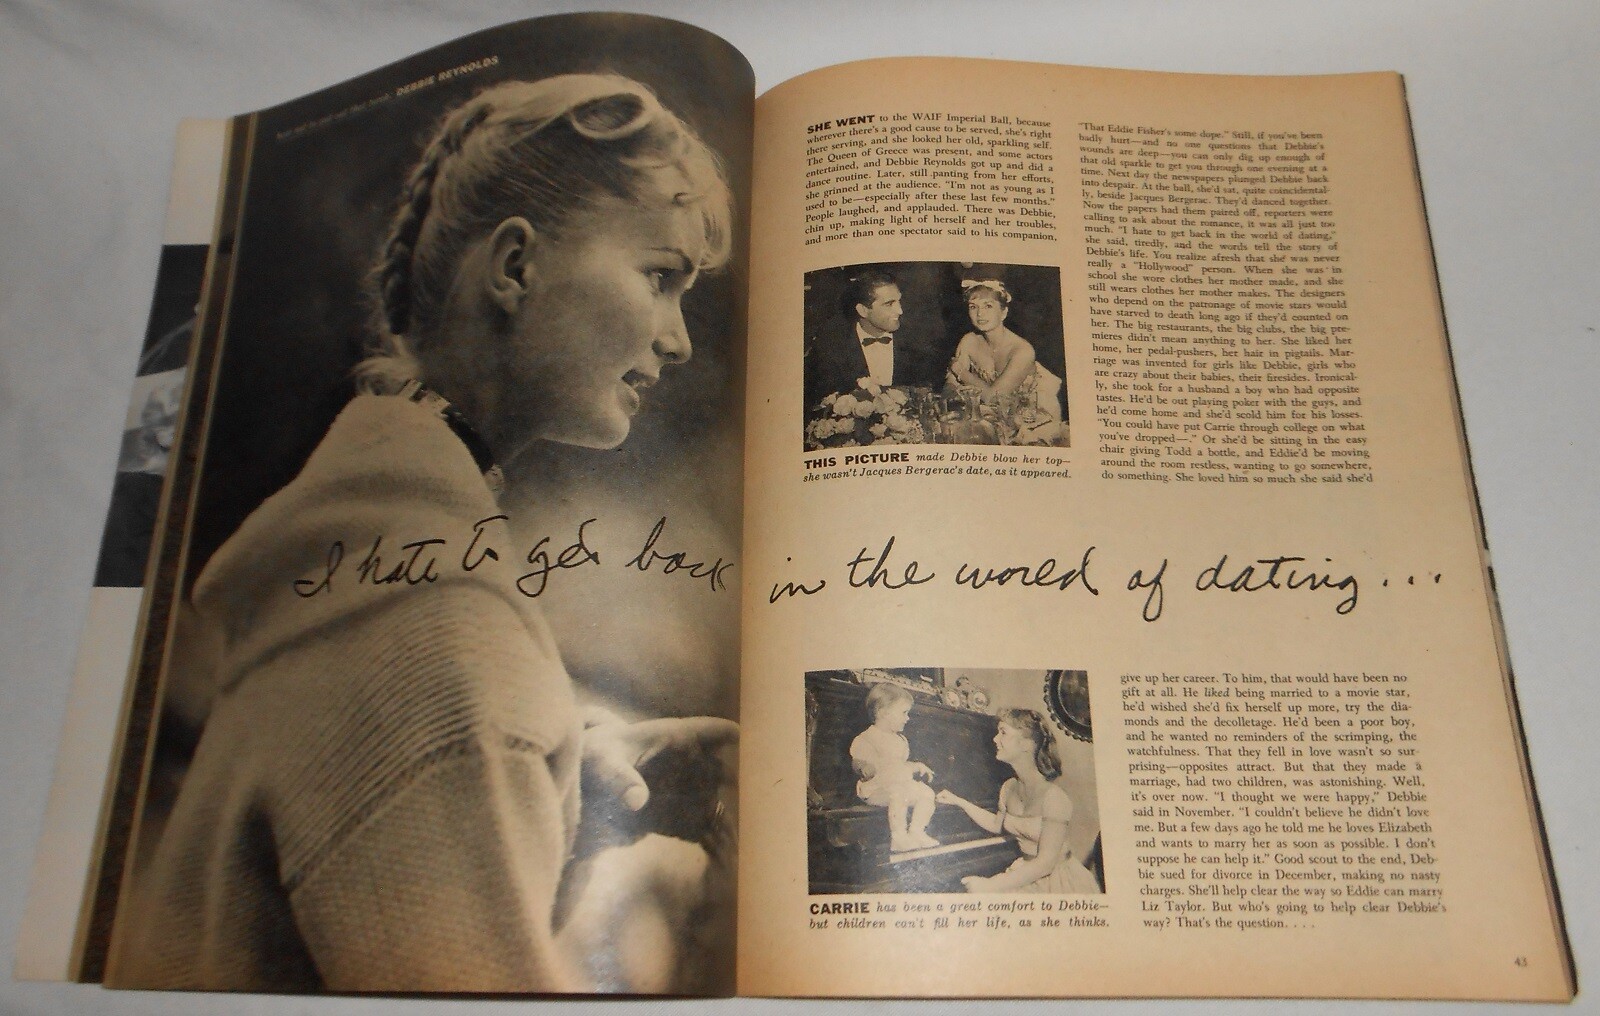 DEBBIE REYNOLDS
SHE WENT to the WAIF Imperial Ball, because
wherever there's a good cause to be served, she's right
there serving, and she looked her old, sparkling self.
The Queen of Greece was present, and some actors
entertained, and Debbie Reynolds got up and did a
dance routine. Later, still panting from her efforts,
she grinned at the audience. "I'm not as young as I
used to be—especially after these last few months."
People laughed, and applauded. There was Debbie,
chin up, making light of herself and her troubles,
and more than one spectator said to his companion,
THIS PICTURE made Debbie blow her top—
she wasn't Jacques Bergerac's date, as it appeared.
"That Eddie Fisher's some dope." Still, if you've been
badly hurt—and no one questions that Debbie's
wounds are deep—you can only dig up enough of
that old sparkle to get you through one evening at a
time. Next day the newspapers plunged Debbie back
into despair. At the ball, she'd sat, quite coincidental-
ly, beside Jacques Bergerac. They'd danced together.
Now the papers had them paired off, reporters were
calling to ask about the romance, it was all just too
much. "I hate to get back in the world of dating,"
she said, tiredly, and the words tell the story of
Debbie's life. You realize afresh that she was never
really a "Hollywood" person. When she was in
school she wore clothes her mother made, and she
still wears clothes her mother makes. The designers
who depend on the patronage of movie stars would
have starved to death long ago if they'd counted on
her. The big restaurants, the big clubs, the big pre-
mieres didn't mean anything to her. She liked her
home, her pedal-pushers, her hair in pigtails. Mar-
riage was invented for girls like Debbie, girls who
are crazy about their babies, their firesides. Ironical-
ly, she took for a husband a boy who had opposite
tastes. He'd be out playing poker with the guys, and
he'd come home and she'd scold him for his losses.
"You could have put Carrie through college on what
you've dropped—." Or she'd be sitting in the easy
chair giving Todd a bottle, and Eddie'd be moving
around the room restless, wanting to go somewhere,
do something. She loved him so much she said she'd
I hate to get back in the world of dating...
CARRIE has been a great comfort to Debbie—
but children can't fill her life, as she thinks.
give up her career. To him, that would have been no
gift at all. He liked being married to a movie star,
he'd wished she'd fix herself up more, try the dia-
monds and the decolletage. He'd been a poor boy,
and he wanted no reminders of the scrimping, the
watchfulness. That they fell in love wasn't so sur-
prising—opposites attract. But that they made a
marriage, had two children, was astonishing. Well,
it's over now. "I thought we were happy," Debbie
said in November. "I couldn't believe he didn't love
me. But a few days ago he told me he loves Elizabeth
and wants to marry her as soon as possible. I don't
suppose he can help it." Good scout to the end, Deb-
bie sued for divorce in December, making no nasty
charges. She'll help clear the way so Eddie can marry
Liz Taylor. But who's going to help clear Debbie's
way? That's the question. . . .
43